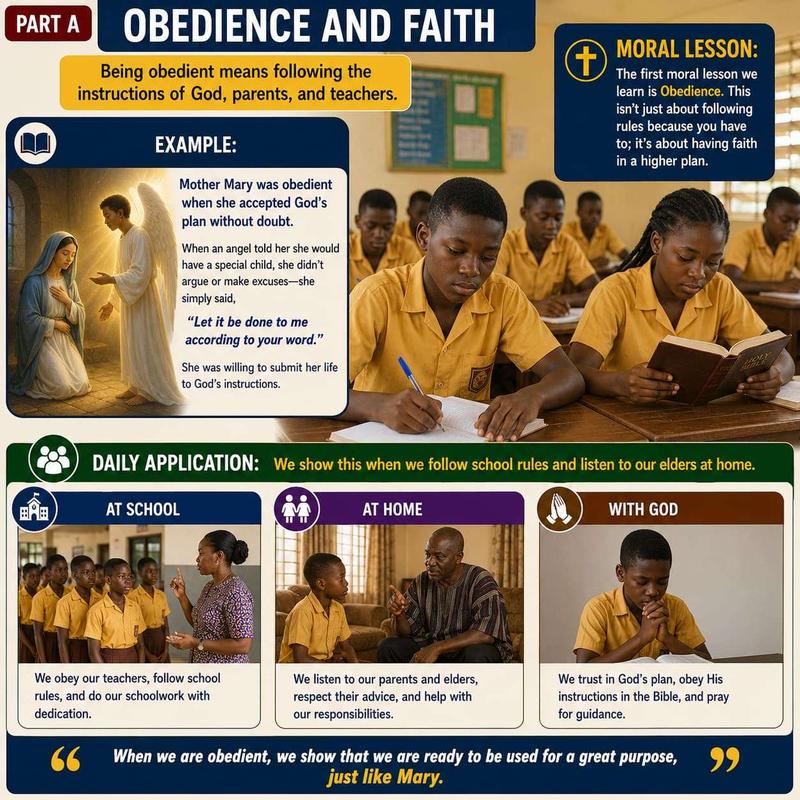 PART A
OBEDIENCE AND FAITH
Being obedient means following the
instructions of God, parents, and teachers.
MORAL LESSON:
The first moral lesson we
learn is Obedience. This
isn't just about following
rules because you have
to; it's about having faith
in a higher plan.
EXAMPLE:
Mother Mary was obedient
when she accepted God's
plan without doubt.
When an angel told her she would
have a special child, she didn't
argue or make excuses—she
simply said,
"Let it be done to me
according to your word."
She was willing to submit her life
to God's instructions.
HOLY
BIBLE
DAILY APPLICATION: We show this when we follow school rules and listen to our elders at home.
AT SCHOOL
We obey our teachers, follow school
rules, and do our schoolwork with
dedication.
AT HOME
We listen to our parents and elders,
respect their advice, and help with
our responsibilities.
WITH GOD
We trust in God's plan, obey His
instructions in the Bible, and pray
for guidance.
“ When we are obedient, we show that we are ready to be used for a great purpose, ”
just like Mary.